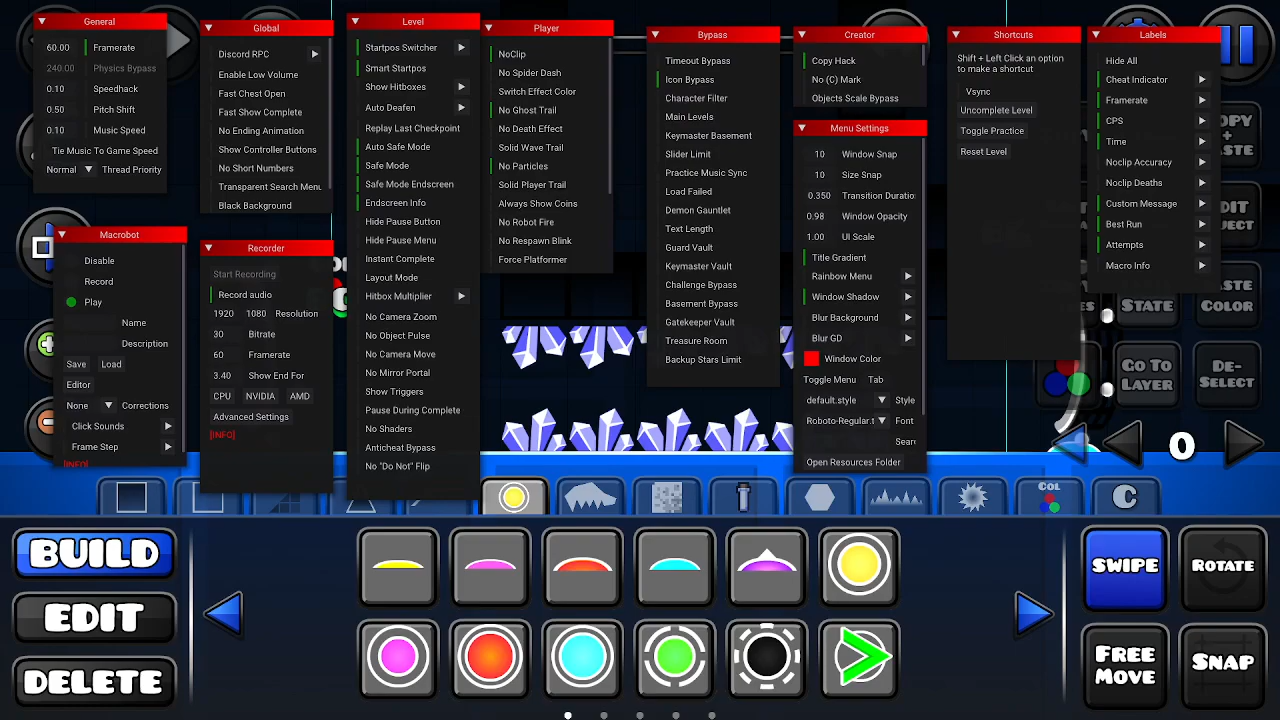 General
60.00 Framerate
240.00 Physics Bypass
0.10 Speedhack
0.50 Pitch Shift
0.10 Music Speed
Tie Music To Game Speed
Normal Thread Priority
Global
Discord RPC
Enable Low Volume
Fast Chest Open
Fast Show Complete
No Ending Animation
Show Controller Buttons
No Short Numbers
Transparent Search Menu
Black Background
Level
Startpos Switcher
Smart Startpos
Show Hitboxes
Auto Deafen
Replay Last Checkpoint
Auto Safe Mode
Safe Mode
Safe Mode Endscreen
Endscreen Info
Hide Pause Button
Hide Pause Menu
Instant Complete
Layout Mode
Hitbox Multiplier
No Camera Zoom
No Object Pulse
No Camera Move
No Mirror Portal
Show Triggers
Pause During Complete
No Shaders
Anticheat Bypass
No "Do Not" Flip
Player
NoClip
No Spider Dash
Switch Effect Color
No Ghost Trail
No Death Effect
Solid Wave Trail
No Particles
Solid Player Trail
Always Show Coins
No Robot Fire
No Respawn Blink
Force Platformer
Bypass
Timeout Bypass
Icon Bypass
Character Filter
Main Levels
Keymaster Basement
Slider Limit
Practice Music Sync
Load Failed
Demon Gauntlet
Text Length
Guard Vault
Keymaster Vault
Challenge Bypass
Basement Bypass
Gatekeeper Vault
Treasure Room
Backup Stars Limit
Creator
Copy Hack
No (C) Mark
Objects Scale Bypass
Menu Settings
10 Window Snap
10 Size Snap
0.350 Transition Duratio
0.98 Window Opacity
1.00 UI Scale
Title Gradient
Rainbow Menu
Window Shadow
Blur Background
Blur GD
Window Color
Toggle Menu Tab
default.style Style
Roboto-Regular.t Font
Sear
Open Resources Folder
Shortcuts
Shift + Left Click an option
to make a shortcut
Vsync
Uncomplete Level
Toggle Practice
Reset Level
Labels
Hide All
Cheat Indicator
Framerate
CPS
Time
Noclip Accuracy
Noclip Deaths
Custom Message
Best Run
Attempts
Macro Info
Macrobot
Disable
Record
Play
Name
Description
Save Load
Editor
None Corrections
Click Sounds
Frame Step
[INFO]
Recorder
Start Recording
Record audio
1920 1080 Resolution
30 Bitrate
60 Framerate
3.40 Show End For
CPU NVIDIA AMD
Advanced Settings
[INFO]
STATE
COLOR
Go To
Layer
De-
Select
0
Col
C
Build
Edit
Delete
Swipe
Rotate
Free
Move
Snap